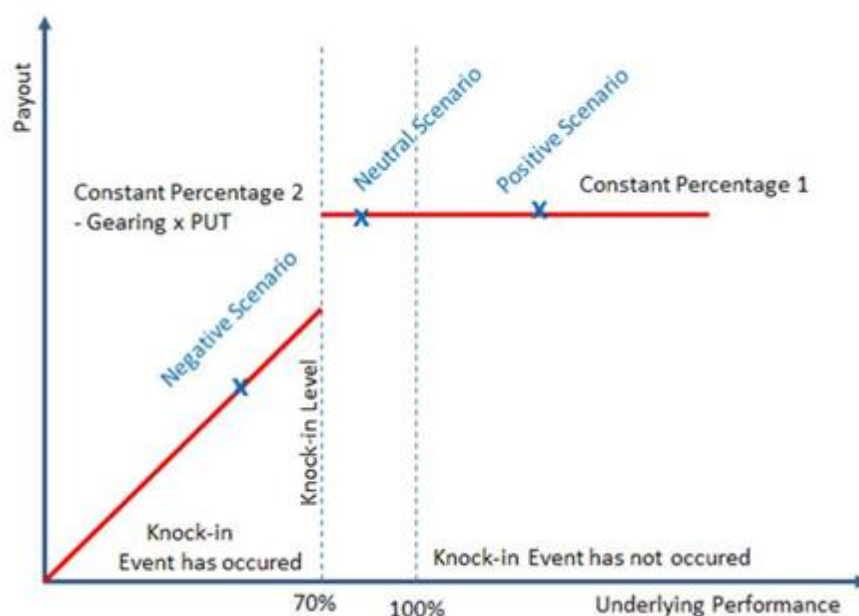 Payout
Neutral Scenario
Positive Scenario
Constant Percentage 2
- Gearing x PUT
Constant Percentage 1
Negative Scenario
x
x
x
Knock-in Level
Knock-in
Event has occured
Knock-in Event has not occured
70%
100%
Underlying Performance